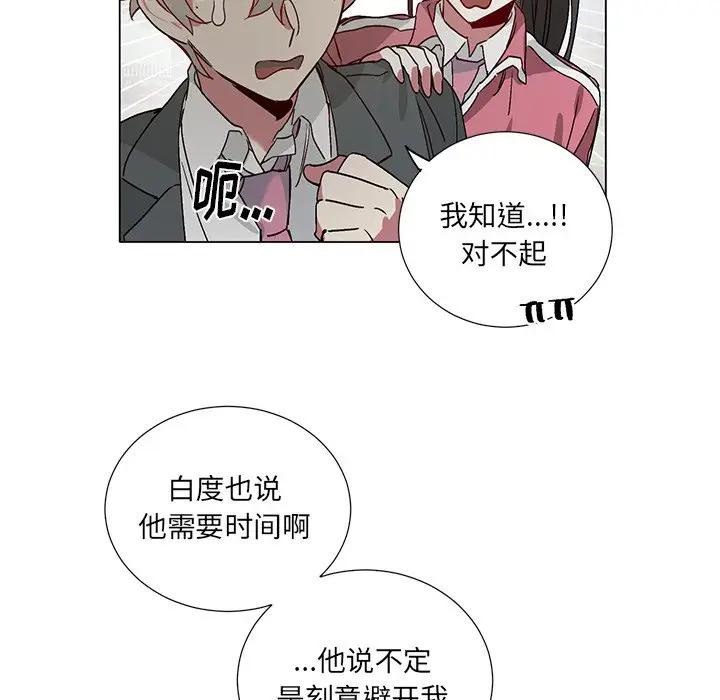 呃...
我知道...!!
对不起
ㅠㅠ
白度也说
他需要时间啊
...他说不定
是刻意避开我